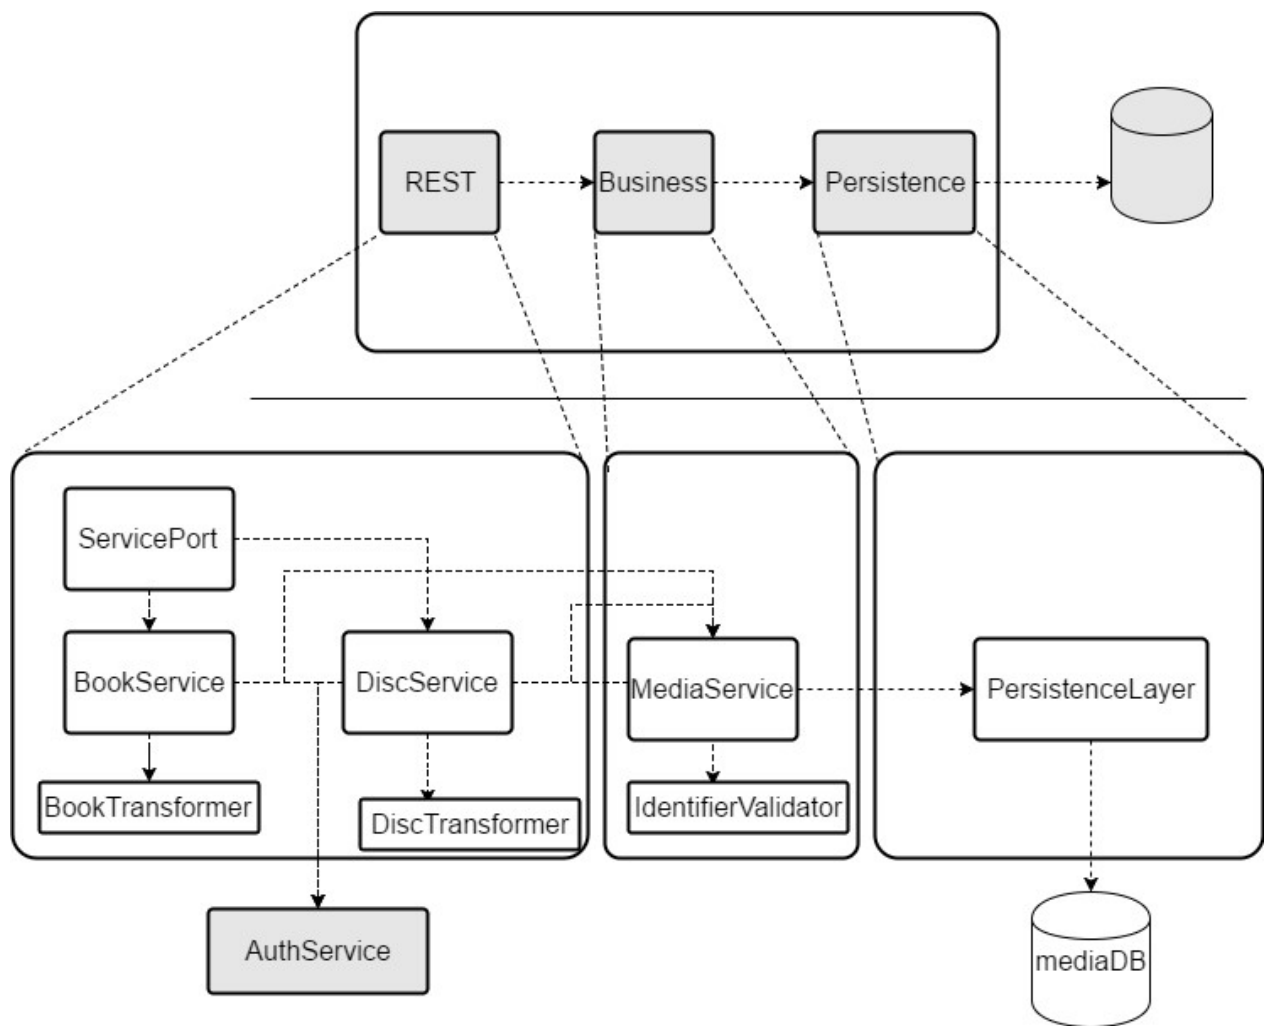 REST
Business
Persistence
ServicePort
BookService
DiscService
MediaService
PersistenceLayer
BookTransformer
DiscTransformer
IdentifierValidator
AuthService
mediaDB